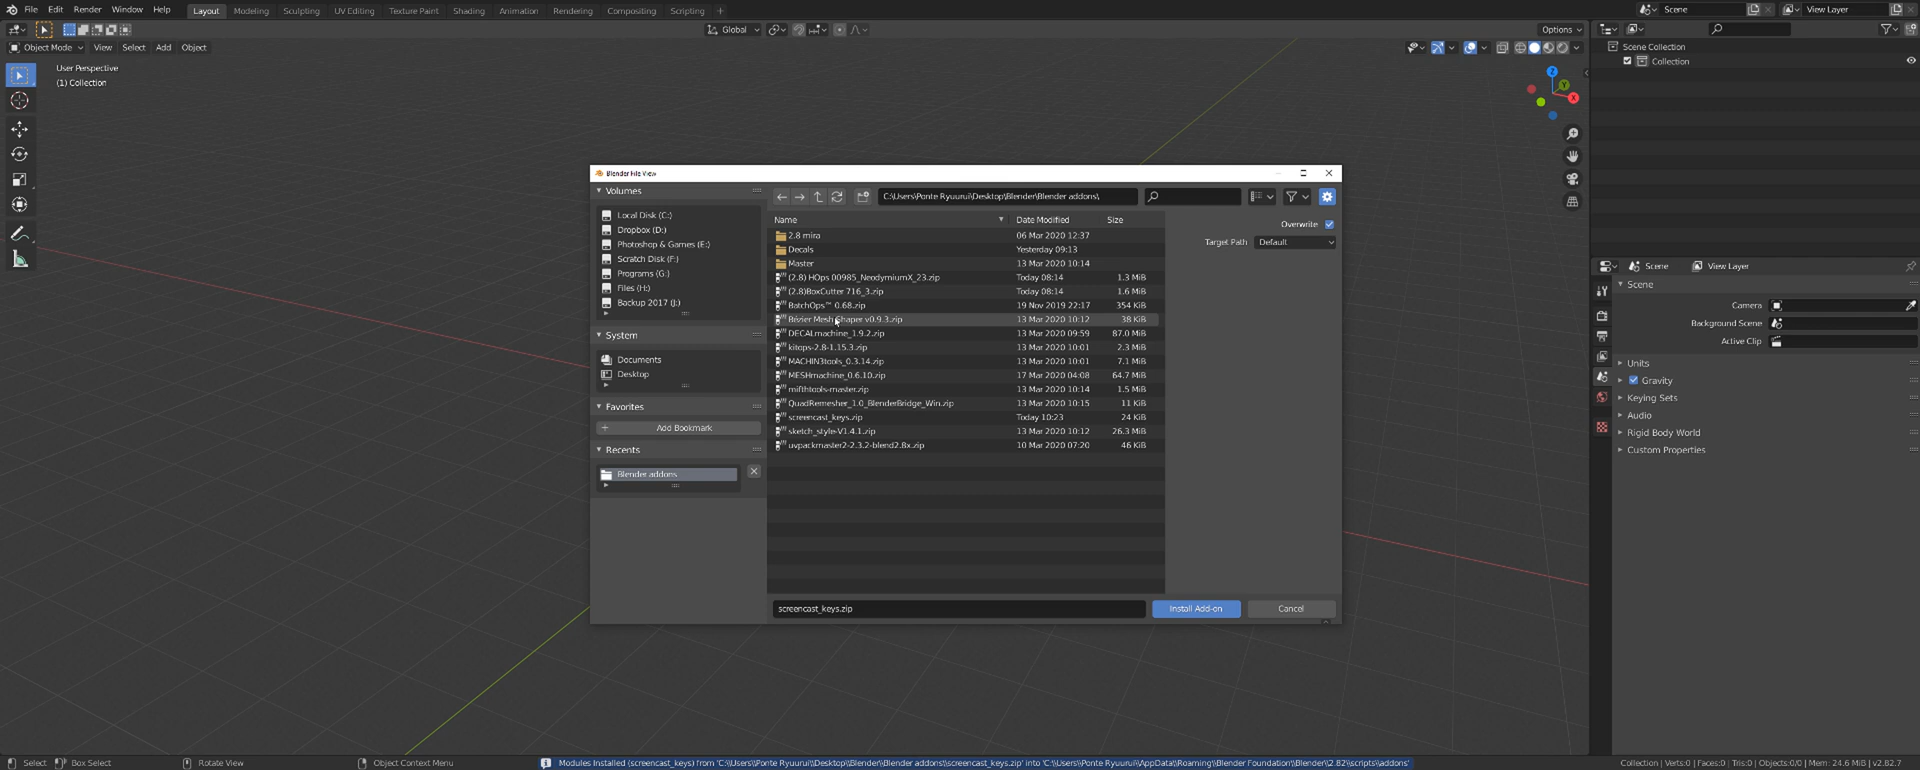 File Edit Render Window Help Layout Modeling Sculpting UV Editing Texture Paint Shading Animation Rendering Compositing Scripting +
Scene View Layer
Global Options
Object Mode View Select Add Object
User Perspective
(1) Collection
Z
Y
X
Scene Collection
Collection
Scene View Layer
Scene
Camera
Background Scene
Active Clip
Units
Gravity
Keying Sets
Audio
Rigid Body World
Custom Properties
Blender File View
Volumes
Local Disk (C:)
Dropbox (D:)
Photoshop & Games (E:)
Scratch Disk (F:)
Programs (G:)
Files (H:)
Backup 2017 (J:)
System
Documents
Desktop
Favorites
Add Bookmark
Recents
Blender addons
C:\Users\Ponte Ryuurui\Desktop\Blender\Blender addons\
Name Date Modified Size
2.8 mira 06 Mar 2020 12:37
Decals Yesterday 09:13
Master 13 Mar 2020 10:14
(2.8) HOps 00985_NeodymiumX_23.zip Today 08:14 1.3 MiB
(2.8)BoxCutter 716_3.zip Today 08:14 1.6 MiB
BatchOps™ 0.68.zip 19 Nov 2019 22:17 354 KiB
Bézier Mesh Shaper v0.9.3.zip 13 Mar 2020 10:12 38 KiB
DECALmachine_1.9.2.zip 13 Mar 2020 09:59 87.0 MiB
kitops-2.8-1.15.3.zip 13 Mar 2020 10:01 2.3 MiB
MACHIN3tools_0.3.14.zip 13 Mar 2020 10:01 7.1 MiB
MESHmachine_0.6.10.zip 17 Mar 2020 04:08 64.7 MiB
mifthtools-master.zip 13 Mar 2020 10:14 1.5 MiB
QuadRemesher_1.0_BlenderBridge_Win.zip 13 Mar 2020 10:15 11 KiB
screencast_keys.zip Today 10:23 24 KiB
sketch_style-V1.4.1.zip 13 Mar 2020 10:12 26.3 MiB
uvpackmaster2-2.3.2-blend2.8x.zip 10 Mar 2020 07:20 46 KiB
Overwrite
Target Path Default
screencast_keys.zip Install Add-on Cancel
Select Box Select Rotate View Object Context Menu
Modules Installed (screencast_keys) from 'C:\\Users\\Ponte Ryuurui\\Desktop\\Blender\\Blender addons\\screencast_keys.zip' into 'C:\\Users\\Ponte Ryuurui\\AppData\\Roaming\\Blender Foundation\\Blender\\2.82\\scripts\\addons'
Collection | Verts:0 | Faces:0 | Tris:0 | Objects:0/0 | Mem: 24.6 MiB | v2.82.7